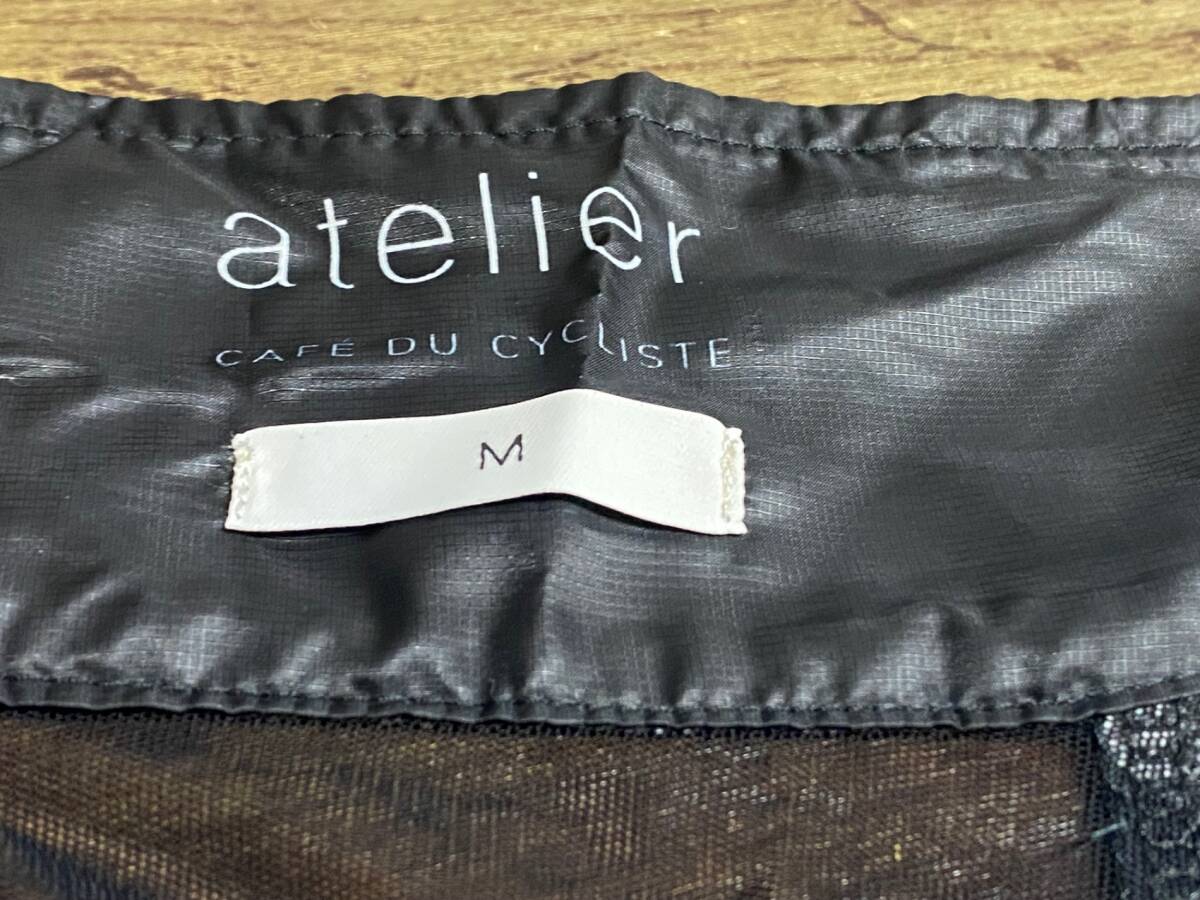 atelier
CAFÉ DU CYCLISTE
M